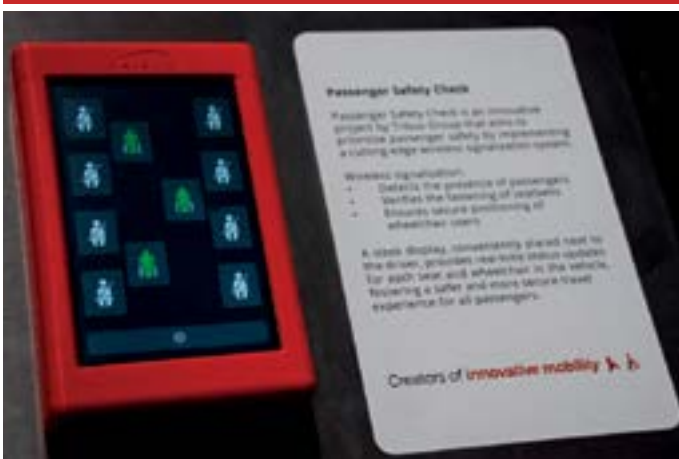 Passenger Safety Check
Passenger Safety Check is an innovative
project by Tribus Group that aims to
prioritize passenger safety by implementing
a cutting-edge wireless signalization system.
Wireless signalization:
• Detects the presence of passengers
• Verifies the fastening of seatbelts
• Ensures secure positioning of
wheelchair users
A sleek display, conveniently placed next to
the driver, provides real-time status updates
for each seat and wheelchair in the vehicle,
fostering a safer and more secure travel
experience for all passengers.
Creators of innovative mobility